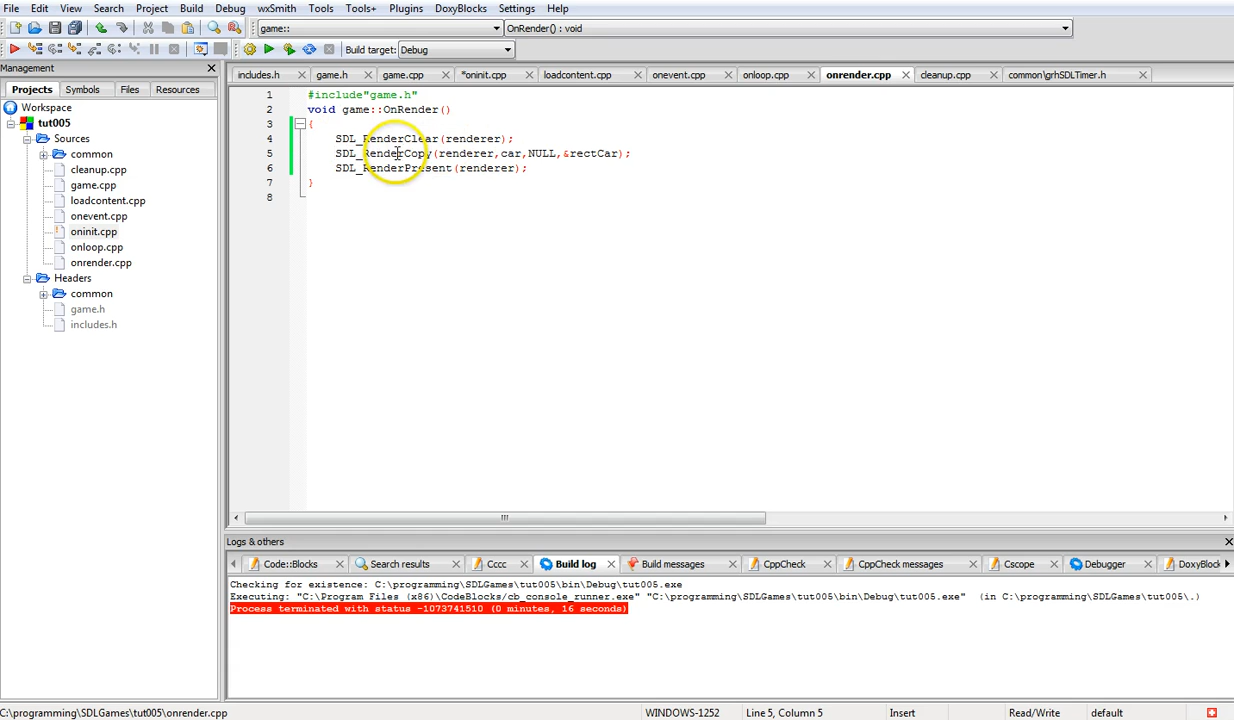 File Edit View Search Project Build Debug wxSmith Tools Tools+ Plugins DoxyBlocks Settings Help
game:: OnRender() : void
Build target: Debug
Management
Projects Symbols Files Resources
Workspace
tut005
Sources
common
cleanup.cpp
game.cpp
loadcontent.cpp
onevent.cpp
oninit.cpp
onloop.cpp
onrender.cpp
Headers
common
game.h
includes.h
includes.h game.h game.cpp *oninit.cpp loadcontent.cpp onevent.cpp onloop.cpp onrender.cpp cleanup.cpp common\grhSDLTimer.h
1 #include"game.h"
2 void game::OnRender()
3 {
4 SDL_RenderClear(renderer);
5 SDL_RenderCopy(renderer,car,NULL,&rectCar);
6 SDL_RenderPresent(renderer);
7 }
8
Logs & others
Code::Blocks Search results Cccc Build log Build messages CppCheck CppCheck messages Cscope Debugger DoxyBlock
Checking for existence: C:\programming\SDLGames\tut005\bin\Debug\tut005.exe
Executing: "C:\Program Files (x86)\CodeBlocks/cb_console_runner.exe" "C:\programming\SDLGames\tut005\bin\Debug\tut005.exe" (in C:\programming\SDLGames\tut005\.)
Process terminated with status -1073741510 (0 minutes, 16 seconds)
C:\programming\SDLGames\tut005\onrender.cpp WINDOWS-1252 Line 5, Column 5 Insert Read/Write default